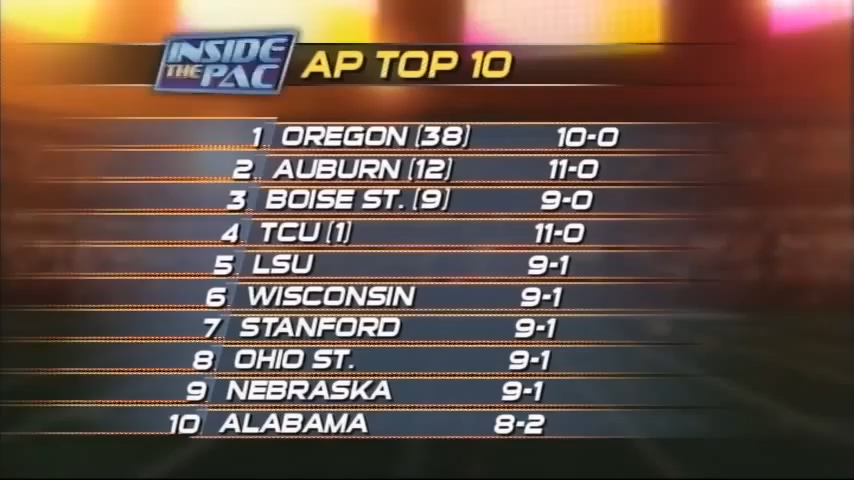 INSIDE THE PAC
AP TOP 10
1 OREGON (38) 10-0
2 AUBURN (12) 11-0
3 BOISE ST. (9) 9-0
4 TCU (1) 11-0
5 LSU 9-1
6 WISCONSIN 9-1
7 STANFORD 9-1
8 OHIO ST. 9-1
9 NEBRASKA 9-1
10 ALABAMA 8-2